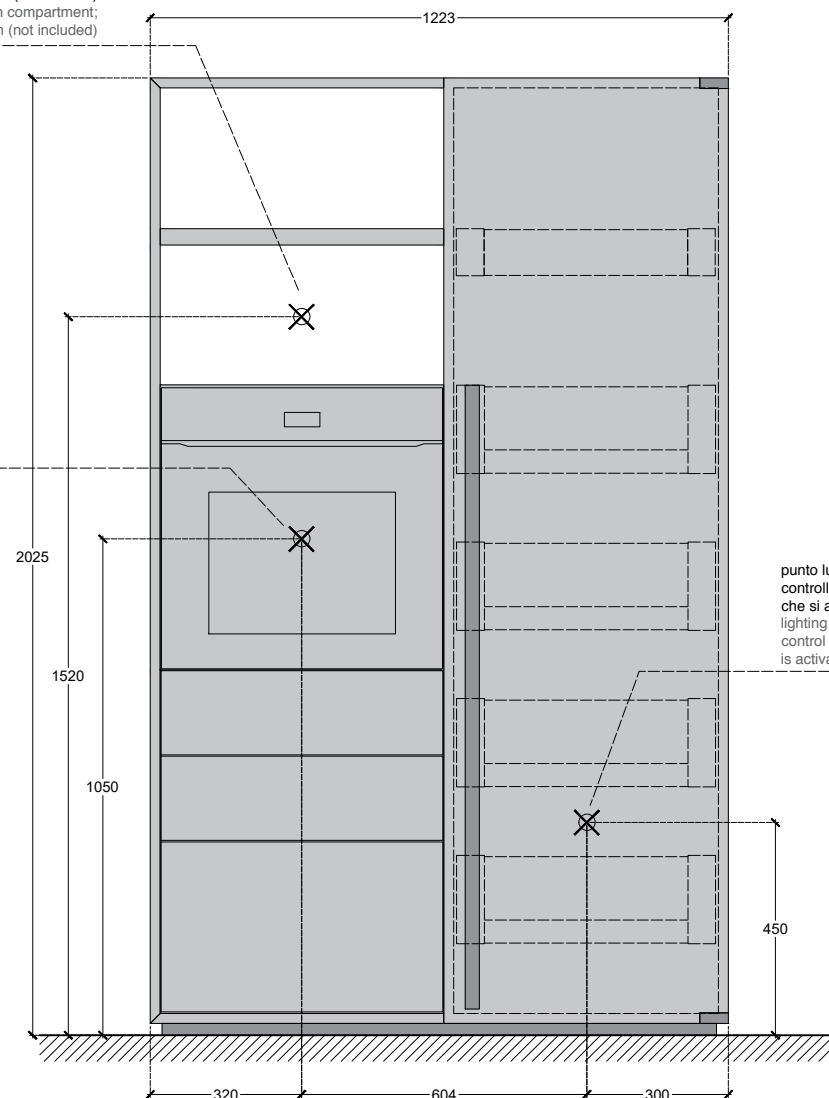 n compartment;
n (not included)
1223
2025
1520
1050
punto lu
controll
che si a
lighting
control
is activa
450
320
604
300